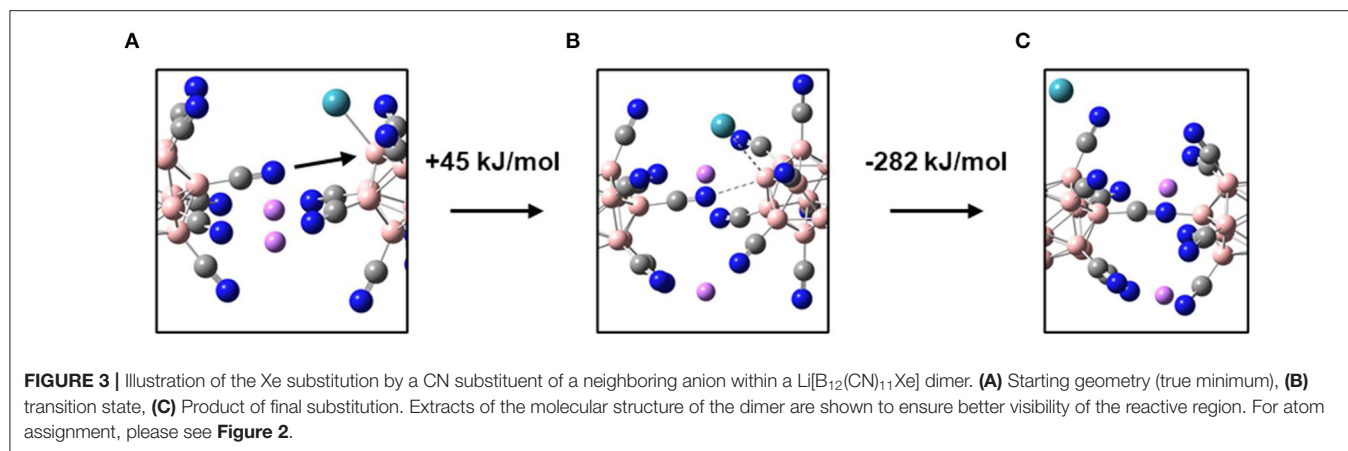 A
B
C
+45 kJ/mol
-282 kJ/mol
FIGURE 3 | Illustration of the Xe substitution by a CN substituent of a neighboring anion within a Li[B12(CN)11Xe] dimer. (A) Starting geometry (true minimum), (B)
transition state, (C) Product of final substitution. Extracts of the molecular structure of the dimer are shown to ensure better visibility of the reactive region. For atom
assignment, please see Figure 2.